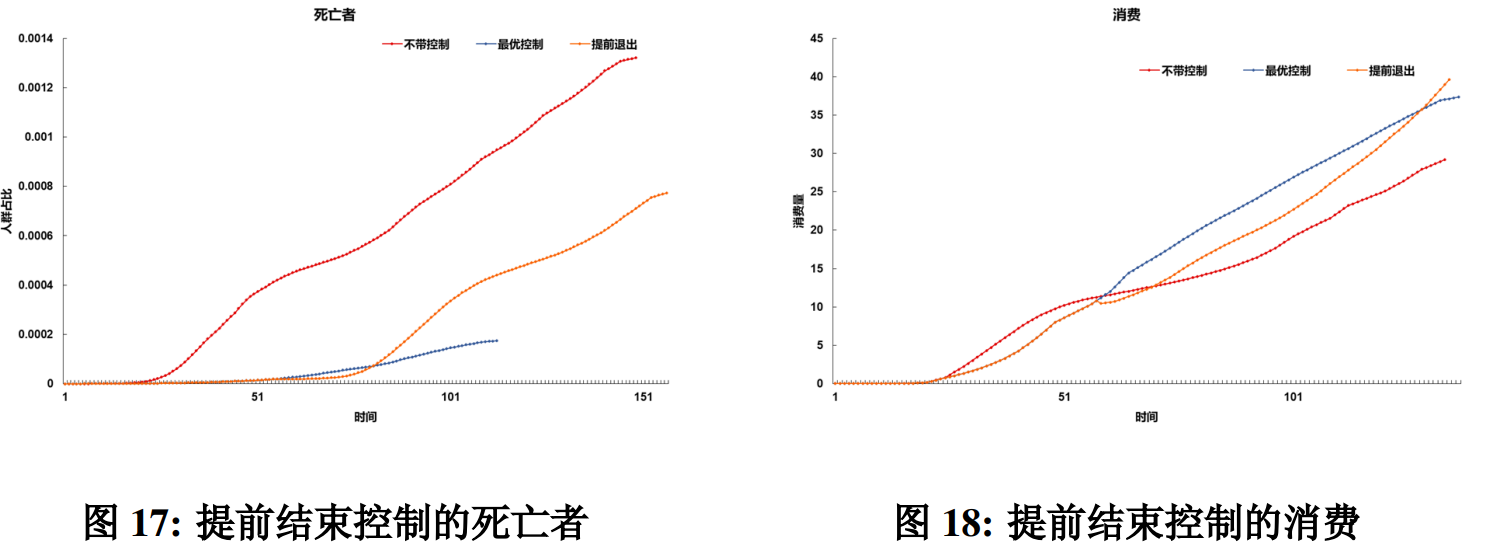 死亡者
不带控制 最优控制 提前退出
0.0014
0.0012
0.001
0.0008
0.0006
0.0004
0.0002
0
人群占比
1 51 101 151
时间
图 17: 提前结束控制的死亡者
消费
不带控制 最优控制 提前退出
45
40
35
30
25
20
15
10
5
0
消费量
1 51 101
时间
图 18: 提前结束控制的消费